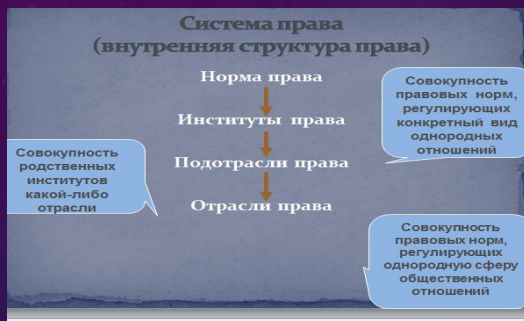 Система права
(внутренняя структура права)
Норма права
Институты права
Подотрасли права
Отрасли права
Совокупность
правовых норм,
регулирующих
конкретный вид
однородных
отношений
Совокупность
родственных
институтов
какой-либо
отрасли
Совокупность
правовых норм,
регулирующих
однородную сферу
общественных
отношений